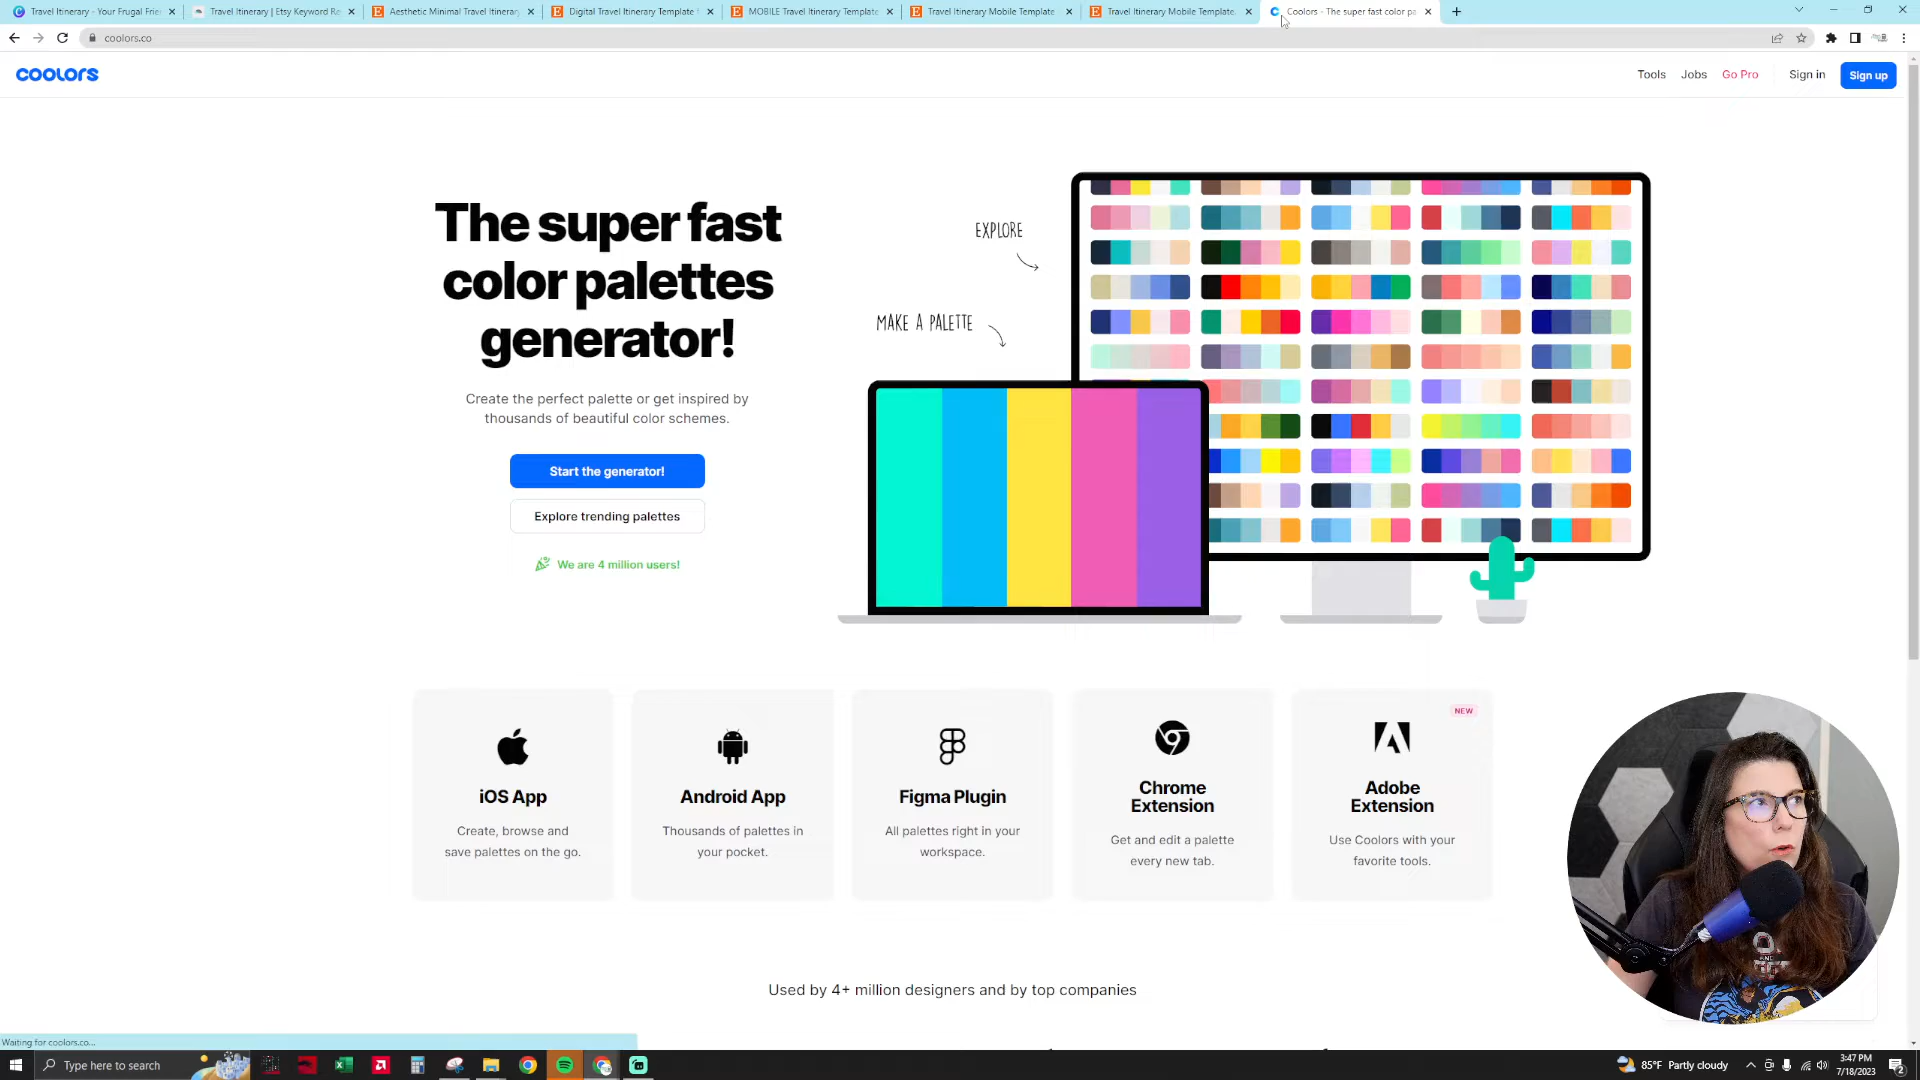 Travel Itinerary - Your Frugal Frie
Travel Itinerary | Etsy Keyword Re
Aesthetic Minimal Travel Itinerary
Digital Travel Itinerary Template
MOBILE Travel Itinerary Template
Travel Itinerary Mobile Template
Travel Itinerary Mobile Template
Coolors - The super fast color pa
coolors.co
coolors
Tools
Jobs
Go Pro
Sign in
Sign up
The super fast
color palettes
generator!
Create the perfect palette or get inspired by
thousands of beautiful color schemes.
Start the generator!
Explore trending palettes
We are 4 million users!
EXPLORE
MAKE A PALETTE
iOS App
Create, browse and
save palettes on the go.
Android App
Thousands of palettes in
your pocket.
Figma Plugin
All palettes right in your
workspace.
Chrome
Extension
Get and edit a palette
every new tab.
NEW
Adobe
Extension
Use Coolors with your
favorite tools.
Used by 4+ million designers and by top companies
Waiting for coolors.co...
Type here to search
85°F Partly cloudy
3:47 PM
7/18/2023
2